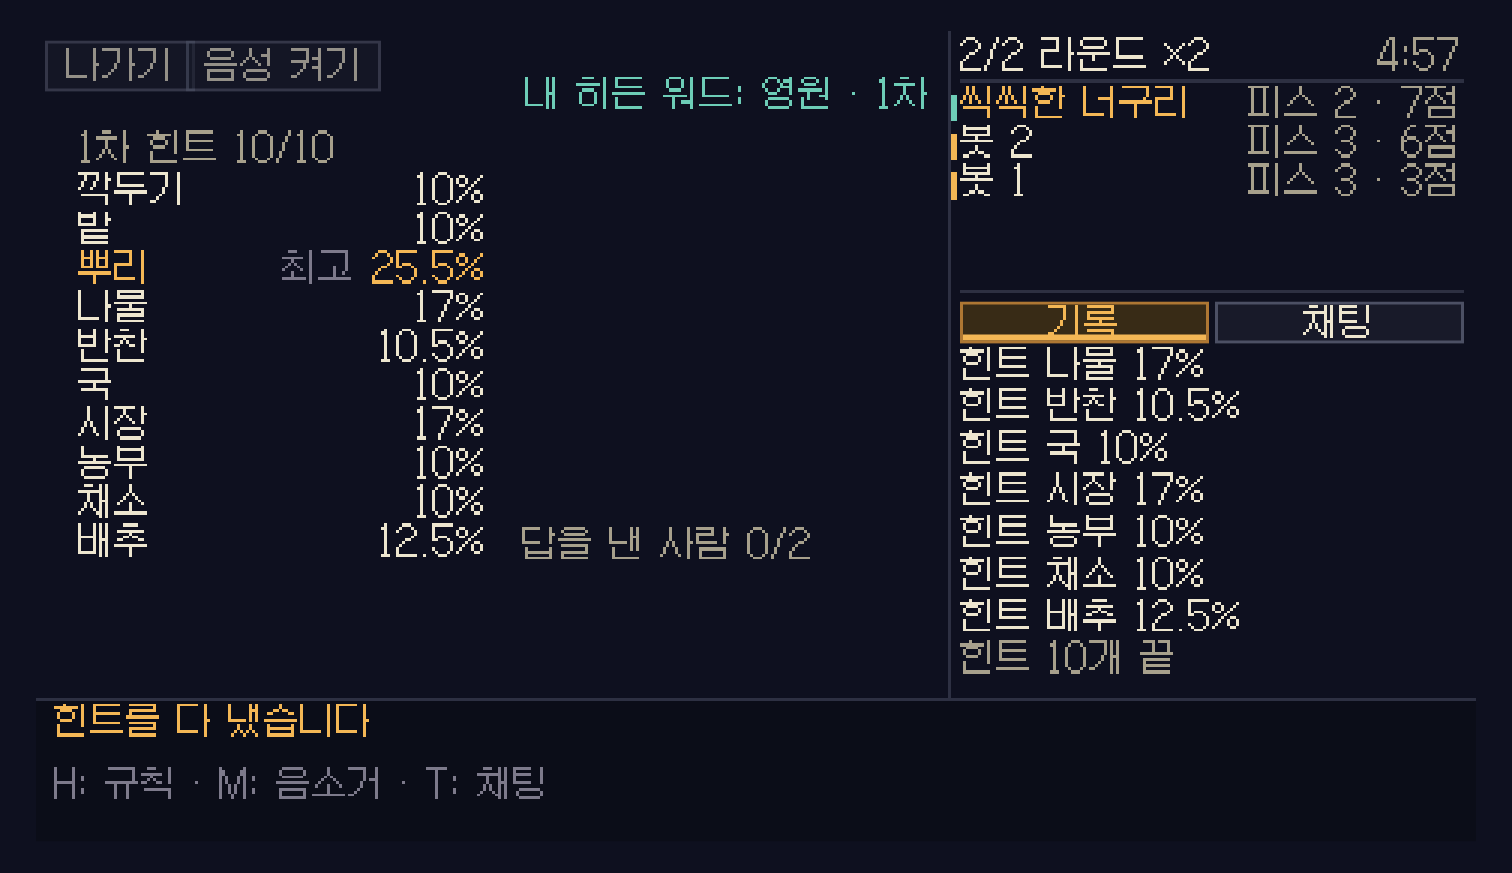 나가기 음성 켜기
내 히든 워드: 영원 · 1차
1차 힌트 10/10
깍두기 10%
밭 10%
뿌리 최고 25.5%
나물 17%
반찬 10.5%
국 10%
시장 17%
농부 10%
채소 10%
배추 12.5%
답을 낸 사람 0/2
2/2 라운드 ×2 4:57
씩씩한 너구리 피스 2 · 7점
봇 2 피스 3 · 6점
봇 1 피스 3 · 3점
기록 채팅
힌트 나물 17%
힌트 반찬 10.5%
힌트 국 10%
힌트 시장 17%
힌트 농부 10%
힌트 채소 10%
힌트 배추 12.5%
힌트 10개 끝
힌트를 다 냈습니다
H: 규칙 · M: 음소거 · T: 채팅